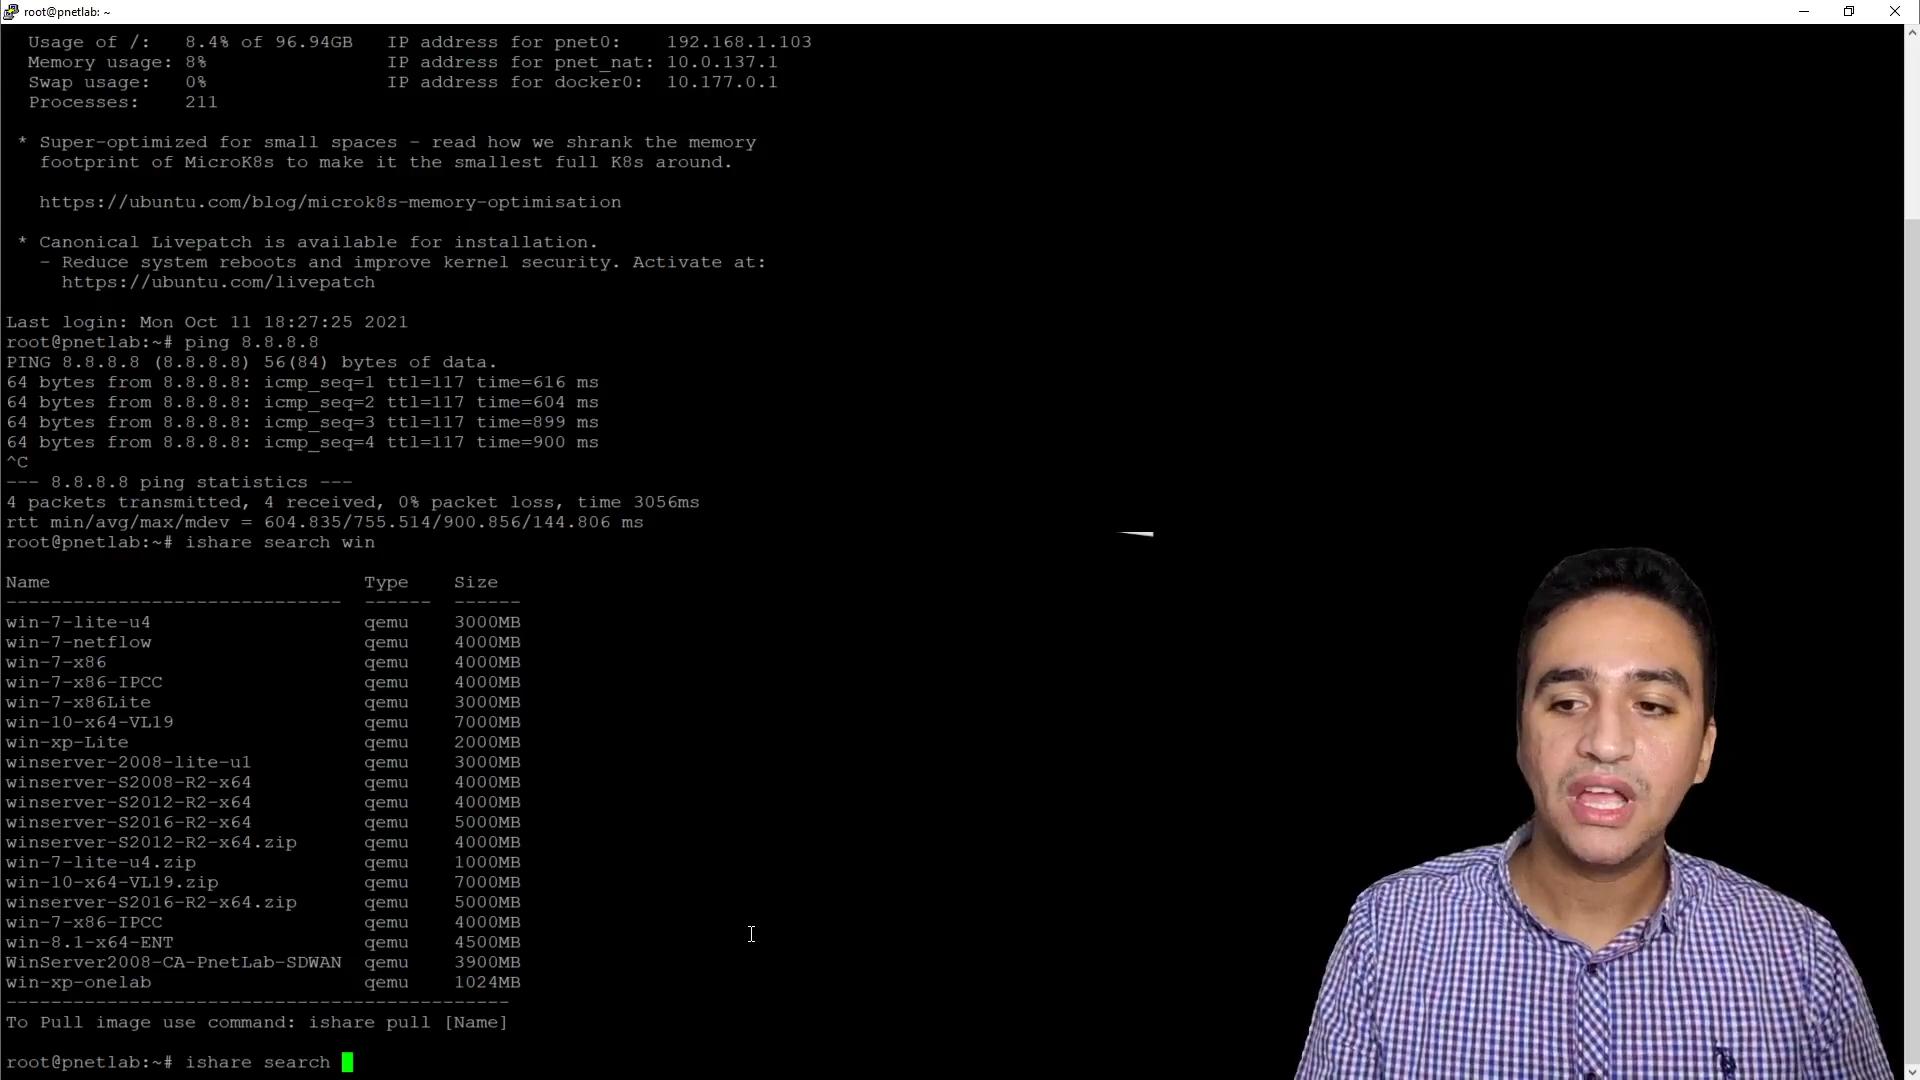 root@pnetlab: ~
Usage of /: 8.4% of 96.94GB IP address for pnet0: 192.168.1.103
Memory usage: 8% IP address for pnet_nat: 10.0.137.1
Swap usage: 0% IP address for docker0: 10.177.0.1
Processes: 211
* Super-optimized for small spaces - read how we shrank the memory
footprint of MicroK8s to make it the smallest full K8s around.
https://ubuntu.com/blog/microk8s-memory-optimisation
* Canonical Livepatch is available for installation.
- Reduce system reboots and improve kernel security. Activate at:
https://ubuntu.com/livepatch
Last login: Mon Oct 11 18:27:25 2021
root@pnetlab:~# ping 8.8.8.8
PING 8.8.8.8 (8.8.8.8) 56(84) bytes of data.
64 bytes from 8.8.8.8: icmp_seq=1 ttl=117 time=616 ms
64 bytes from 8.8.8.8: icmp_seq=2 ttl=117 time=604 ms
64 bytes from 8.8.8.8: icmp_seq=3 ttl=117 time=899 ms
64 bytes from 8.8.8.8: icmp_seq=4 ttl=117 time=900 ms
^C
--- 8.8.8.8 ping statistics ---
4 packets transmitted, 4 received, 0% packet loss, time 3056ms
rtt min/avg/max/mdev = 604.835/755.514/900.856/144.806 ms
root@pnetlab:~# ishare search win
Name Type Size
------------------------------ ------ ------
win-7-lite-u4 qemu 3000MB
win-7-netflow qemu 4000MB
win-7-x86 qemu 4000MB
win-7-x86-IPCC qemu 4000MB
win-7-x86Lite qemu 3000MB
win-10-x64-VL19 qemu 7000MB
win-xp-Lite qemu 2000MB
winserver-2008-lite-u1 qemu 3000MB
winserver-S2008-R2-x64 qemu 4000MB
winserver-S2012-R2-x64 qemu 4000MB
winserver-S2016-R2-x64 qemu 5000MB
winserver-S2012-R2-x64.zip qemu 4000MB
win-7-lite-u4.zip qemu 1000MB
win-10-x64-VL19.zip qemu 7000MB
winserver-S2016-R2-x64.zip qemu 5000MB
win-7-x86-IPCC qemu 4000MB
win-8.1-x64-ENT qemu 4500MB
WinServer2008-CA-PnetLab-SDWAN qemu 3900MB
win-xp-onelab qemu 1024MB
---------------------------------------------
To Pull image use command: ishare pull [Name]
root@pnetlab:~# ishare search